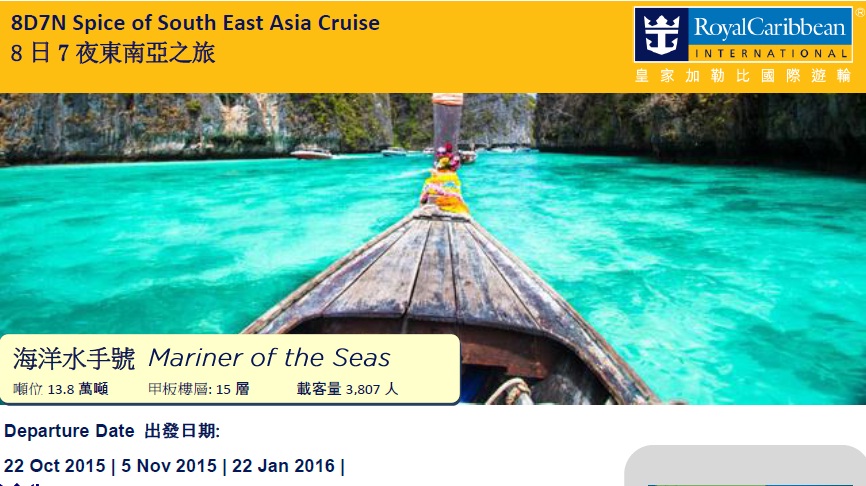 8D7N Spice of South East Asia Cruise
8 日 7 夜東南亞之旅
RoyalCaribbean®
INTERNATIONAL
皇家加勒比國際遊輪
海洋水手號 Mariner of the Seas
噸位 13.8 萬噸 甲板樓層: 15 層 載客量 3,807 人
Departure Date 出發日期:
22 Oct 2015 | 5 Nov 2015 | 22 Jan 2016 |